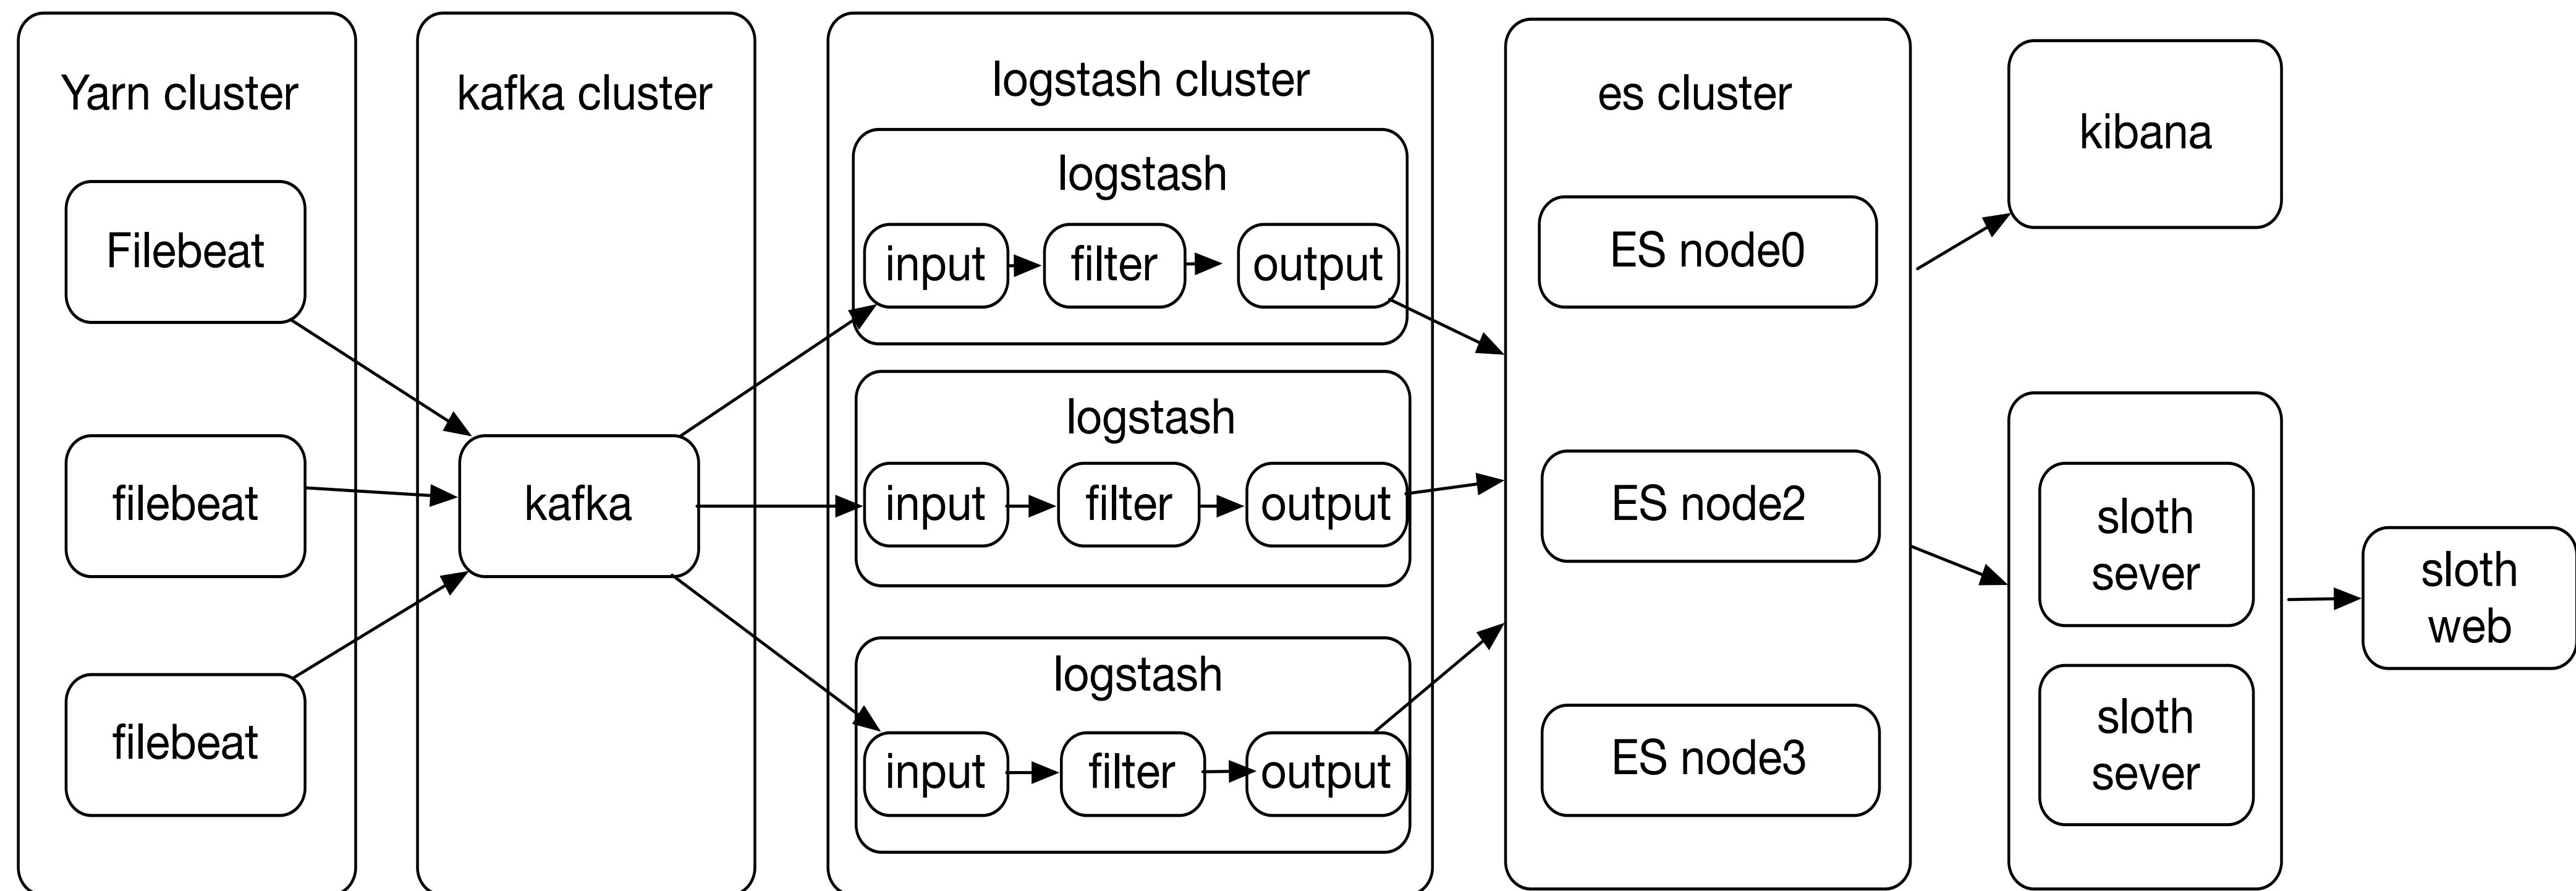 Yarn cluster
Filebeat
filebeat
filebeat
kafka cluster
kafka
logstash cluster
logstash
input
filter
output
logstash
input
filter
output
logstash
input
filter
output
es cluster
ES node0
ES node2
ES node3
kibana
sloth
sever
sloth
sever
sloth
web